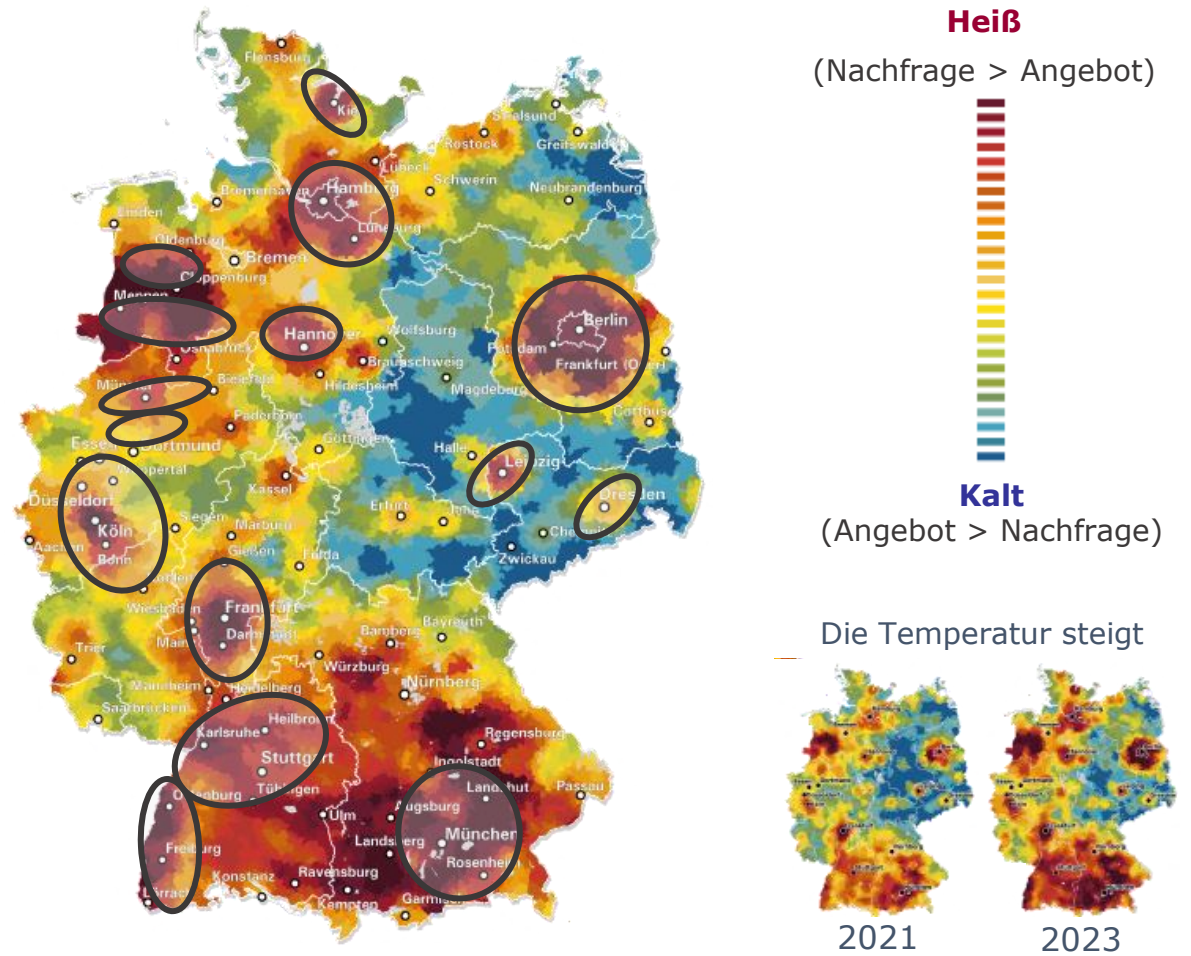 Heiß
(Nachfrage > Angebot)
Kalt
(Angebot > Nachfrage)
Die Temperatur steigt
2021
2023
Flensburg
Kiel
Stralsund
Rostock
Greifswald
Lübeck
Hamburg
Schwerin
Neubrandenburg
Bremerhaven
Lüneburg
Oldenburg
Bremen
Cloppenburg
Meppen
Hannover
Wolfsburg
Berlin
Potsdam
Osnabrück
Braunschweig
Frankfurt (Oder)
Hildesheim
Münster
Bielefeld
Magdeburg
Cottbus
Paderborn
Essen
Dortmund
Göttingen
Halle
Leipzig
Wuppertal
Kassel
Düsseldorf
Dresden
Erfurt
Jena
Köln
Siegen
Marburg
Chemnitz
Aachen
Bonn
Gießen
Fulda
Zwickau
Wiesbaden
Frankfurt
Mainz
Darmstadt
Bamberg
Bayreuth
Trier
Würzburg
Mannheim
Heidelberg
Nürnberg
Saarbrücken
Heilbronn
Karlsruhe
Regensburg
Stuttgart
Ingolstadt
Tübingen
Landshut
Passau
Offenburg
Augsburg
Ulm
München
Freiburg
Landsberg
Rosenheim
Konstanz
Ravensburg
Lörrach
Kempten